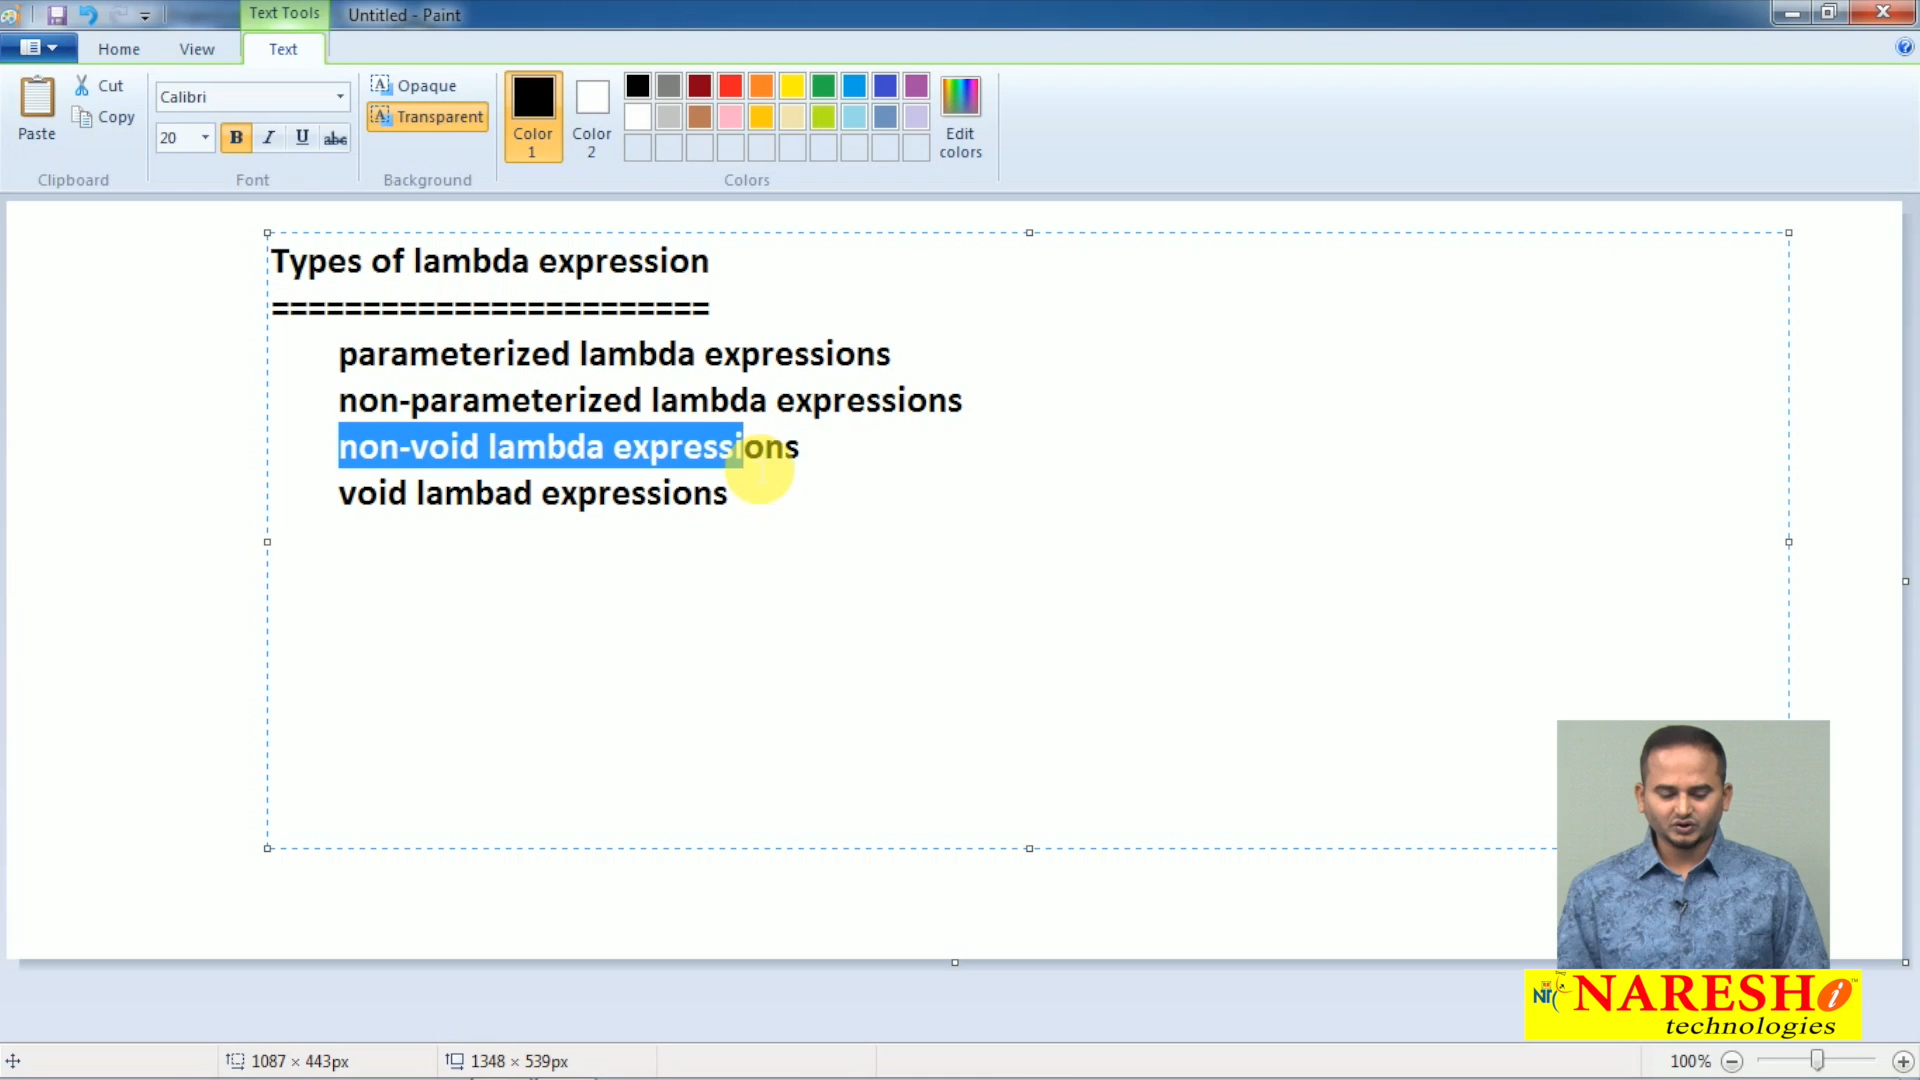 Text Tools
Untitled - Paint
Home
View
Text
Paste
Cut
Copy
Clipboard
Calibri
20
B
I
U
abc
Font
Opaque
Transparent
Background
Color 1
Color 2
Edit colors
Colors
Types of lambda expression
========================
parameterized lambda expressions
non-parameterized lambda expressions
non-void lambda expressions
void lambad expressions
NARESH i
technologies
1087 × 443px
1348 × 539px
100%